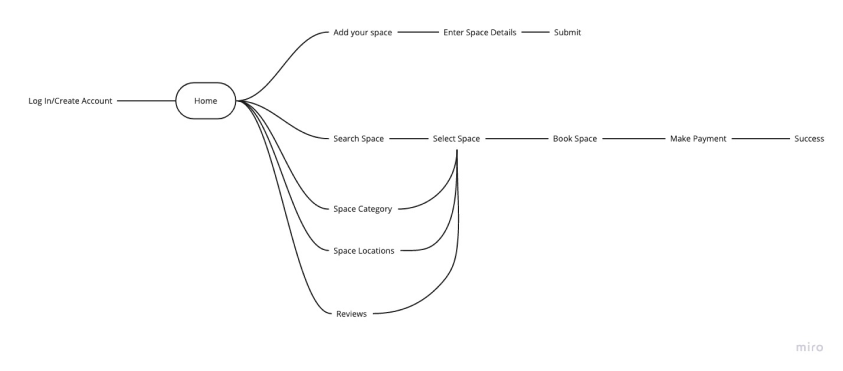 Add your space
Enter Space Details
Submit
Log In/Create Account
Home
Search Space
Select Space
Book Space
Make Payment
Success
Space Category
Space Locations
Reviews
miro